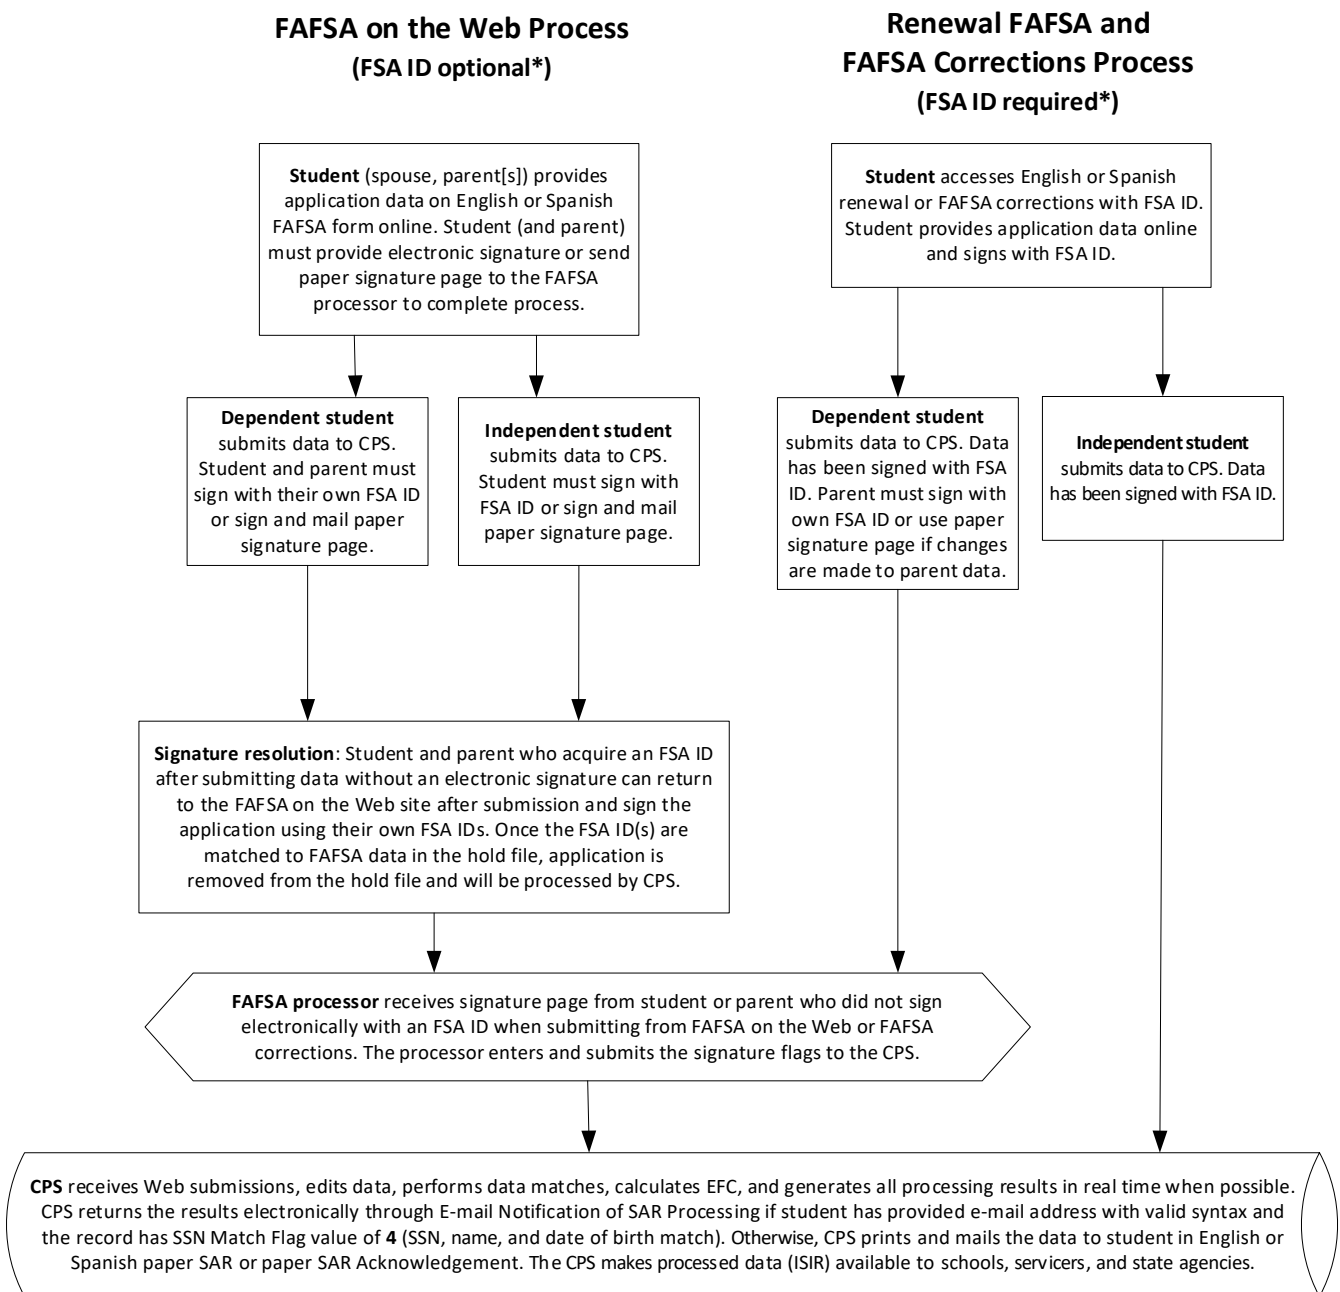 FAFSA on the Web Process
(FSA ID optional*)
Renewal FAFSA and
FAFSA Corrections Process
(FSA ID required*)
Student (spouse, parent[s]) provides
application data on English or Spanish
FAFSA form online. Student (and parent)
must provide electronic signature or send
paper signature page to the FAFSA
processor to complete process.
Student accesses English or Spanish
renewal or FAFSA corrections with FSA ID.
Student provides application data online
and signs with FSA ID.
Dependent student
submits data to CPS.
Student and parent must
sign with their own FSA ID
or sign and mail paper
signature page.
Independent student
submits data to CPS.
Student must sign with
FSA ID or sign and mail
paper signature page.
Dependent student
submits data to CPS. Data
has been signed with FSA
ID. Parent must sign with
own FSA ID or use paper
signature page if changes
are made to parent data.
Independent student
submits data to CPS. Data
has been signed with FSA ID.
Signature resolution: Student and parent who acquire an FSA ID
after submitting data without an electronic signature can return
to the FAFSA on the Web site after submission and sign the
application using their own FSA IDs. Once the FSA ID(s) are
matched to FAFSA data in the hold file, application is
removed from the hold file and will be processed by CPS.
FAFSA processor receives signature page from student or parent who did not sign
electronically with an FSA ID when submitting from FAFSA on the Web or FAFSA
corrections. The processor enters and submits the signature flags to the CPS.
CPS receives Web submissions, edits data, performs data matches, calculates EFC, and generates all processing results in real time when possible.
CPS returns the results electronically through E-mail Notification of SAR Processing if student has provided e-mail address with valid syntax and
the record has SSN Match Flag value of 4 (SSN, name, and date of birth match). Otherwise, CPS prints and mails the data to student in English or
Spanish paper SAR or paper SAR Acknowledgement. The CPS makes processed data (ISIR) available to schools, servicers, and state agencies.